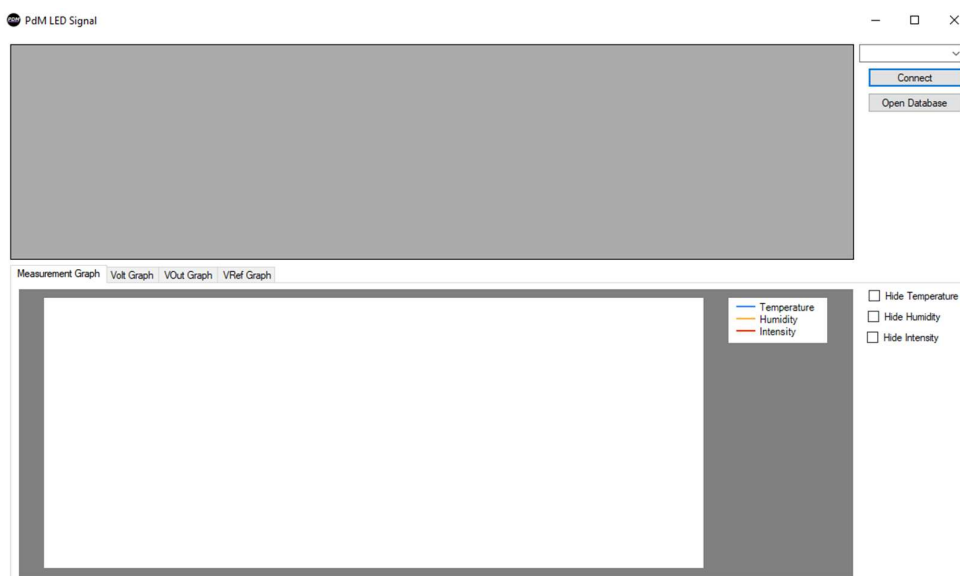 PDM PdM LED Signal
Connect
Open Database
Measurement Graph Volt Graph VOut Graph VRef Graph
Temperature
Humidity
Intensity
Hide Temperature
Hide Humidity
Hide Intensity